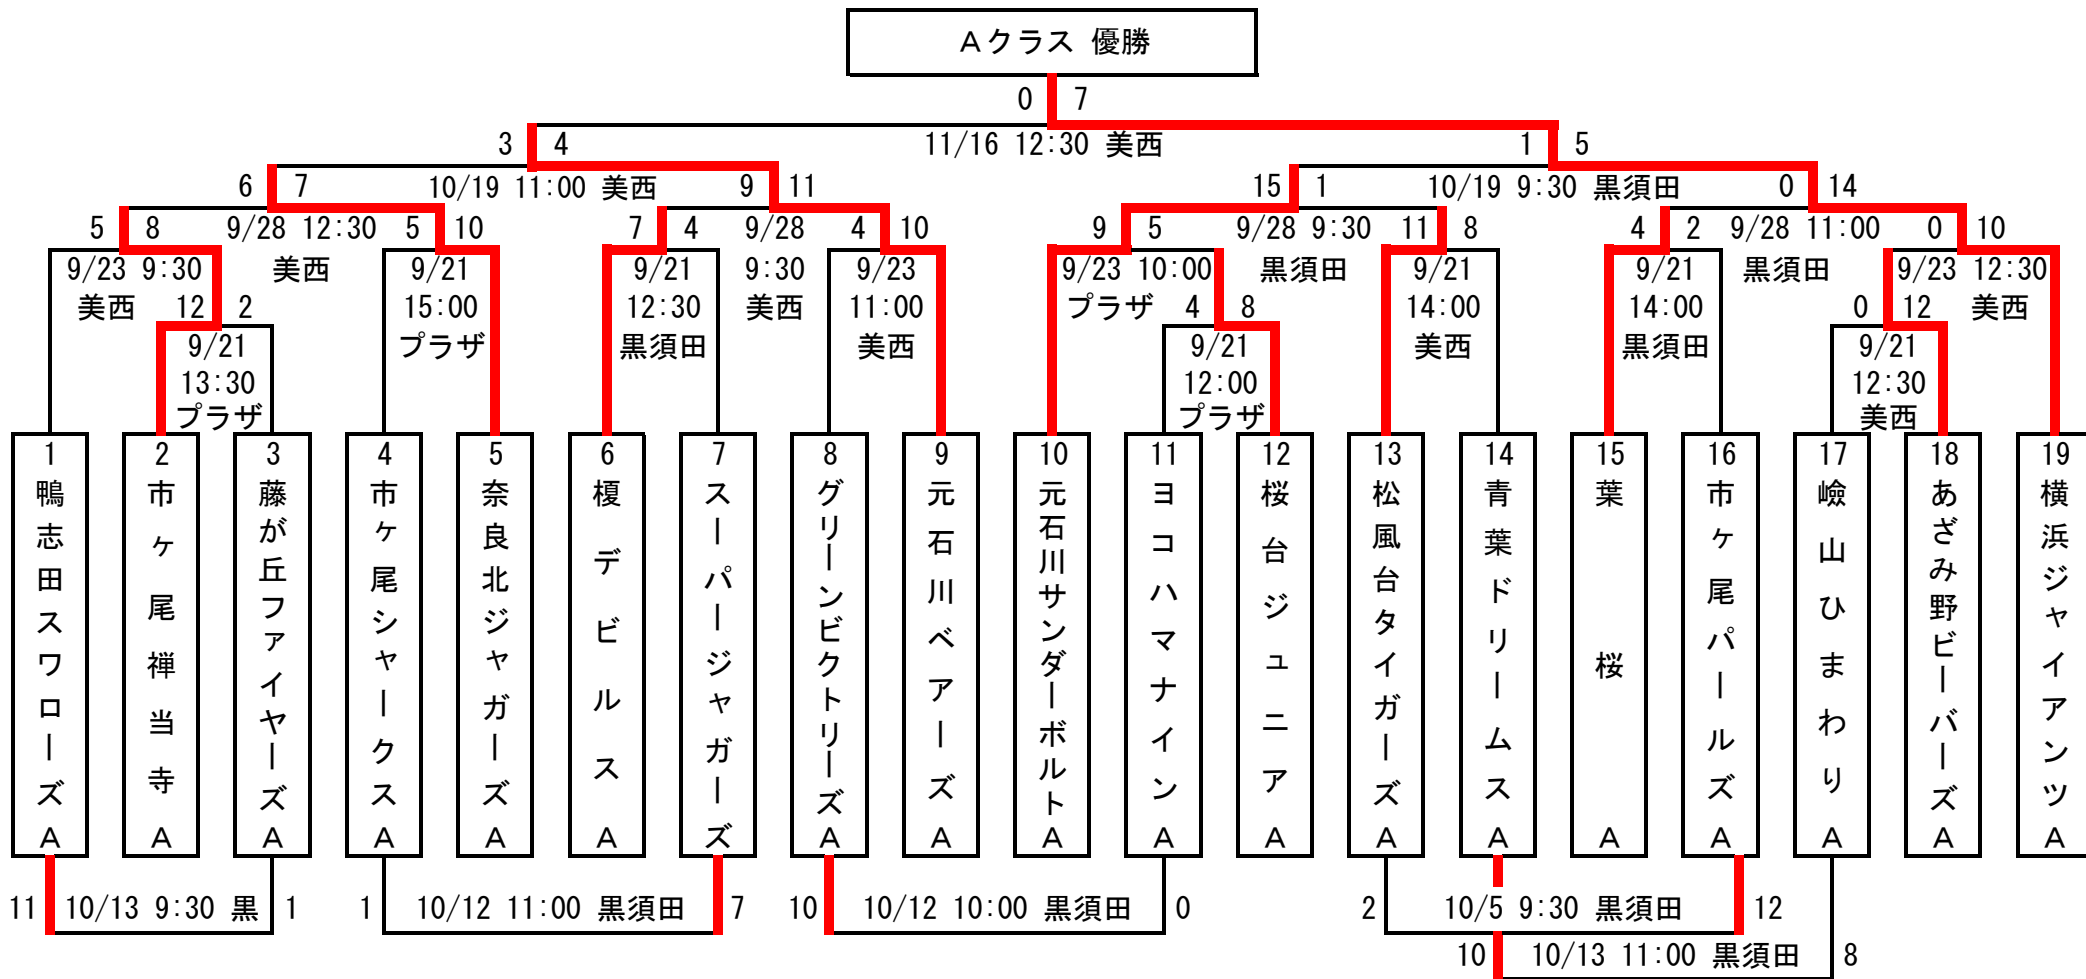 Aクラス 優勝
0 7
3 4 11/16 12:30 美西 1 5
6 7 10/19 11:00 美西 9 11 15 1 10/19 9:30 黒須田 0 14
5 8 9/28 12:30 5 10 7 4 9/28 4 10 9 5 9/28 9:30 11 8 4 2 9/28 11:00 0 10
9/23 9:30 美西 9/21 9/21 9:30 9/23 9/23 10:00 黒須田 9/21 9/21 黒須田 9/23 12:30
美西 12 2 15:00 12:30 美西 11:00 プラザ 4 8 14:00 14:00 0 12 美西
9/21 プラザ 黒須田 美西 9/21 美西 黒須田 9/21
13:30 12:00 12:30
プラザ プラザ 美西
1 鴨志田スワローズA
2 市ヶ尾禅当寺A
3 藤が丘ファイヤーズA
4 市ヶ尾シャークスA
5 奈良北ジャガーズA
6 榎デビルスA
7 スーパージャガーズ
8 グリーンビクトリーズA
9 元石川ベアーズA
10 元石川サンダーボルトA
11 ヨコハマナインA
12 桜台ジュニアA
13 松風台タイガーズA
14 青葉ドリームスA
15 葉桜A
16 市ヶ尾パールズA
17 嶮山ひまわりA
18 あざみ野ビーバーズA
19 横浜ジャイアンツA
11 10/13 9:30 黒 1 1 10/12 11:00 黒須田 7 10 10/12 10:00 黒須田 0 2 10/5 9:30 黒須田 12
10 10/13 11:00 黒須田 8